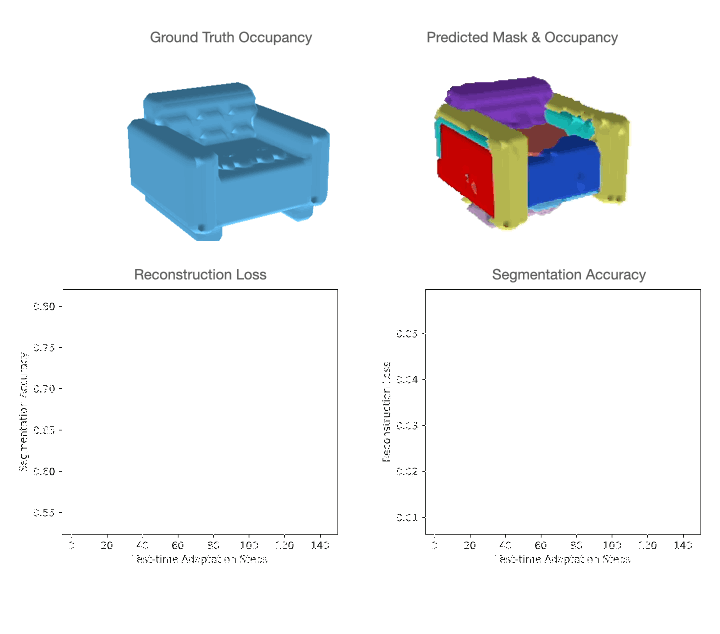 Ground Truth Occupancy
Predicted Mask & Occupancy
Reconstruction Loss
Segmentation Accuracy
Segmentation Accuracy
0.80
0.75
0.70
0.65
0.60
0.55
0 20 40 60 80 100 120 140
Test-time Adaptation Steps
Reconstruction Loss
0.05
0.04
0.03
0.02
0.01
0 20 40 60 80 100 120 140
Test-time Adaptation Steps